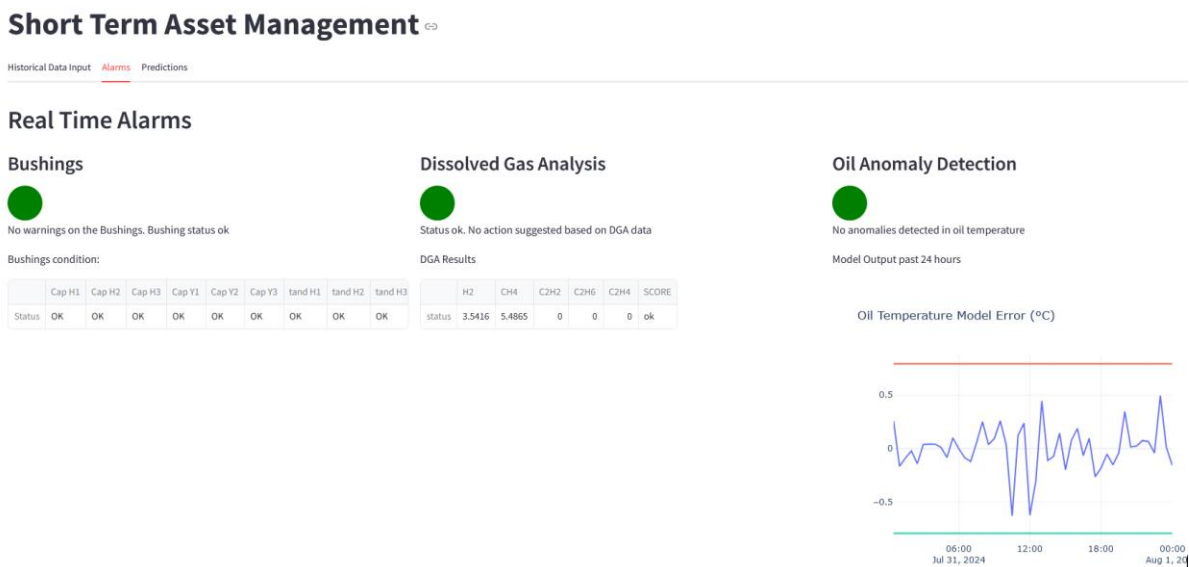 Short Term Asset Management
Historical Data Input Alarms Predictions
Real Time Alarms
Bushings
No warnings on the Bushings. Bushing status ok
Bushings condition:
Cap H1 Cap H2 Cap H3 Cap Y1 Cap Y2 Cap Y3 tand H1 tand H2 tand H3
Status OK OK OK OK OK OK OK OK OK
Dissolved Gas Analysis
Status ok. No action suggested based on DGA data
DGA Results
H2 CH4 C2H2 C2H6 C2H4 SCORE
status 3.5416 5.4865 0 0 0 ok
Oil Anomaly Detection
No anomalies detected in oil temperature
Model Output past 24 hours
Oil Temperature Model Error (ºC)
0.5
0
−0.5
06:00 12:00 18:00 00:00
Jul 31, 2024 Aug 1, 20